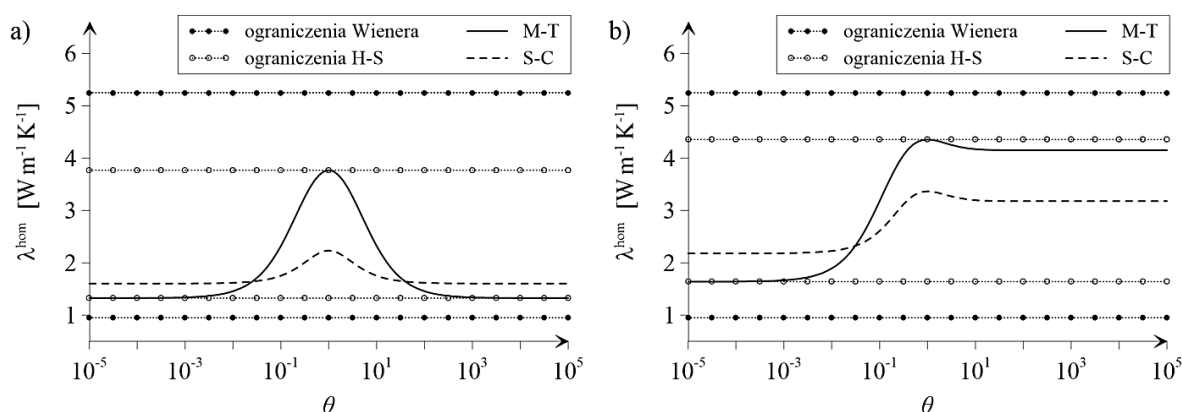 a)
ograniczenia Wienera
M-T
ograniczenia H-S
S-C
λhom [W m-1 K-1]
6
5
4
3
2
1
10-5
10-3
10-1
101
103
105
θ
b)
ograniczenia Wienera
M-T
ograniczenia H-S
S-C
λhom [W m-1 K-1]
6
5
4
3
2
1
10-5
10-3
10-1
101
103
105
θ